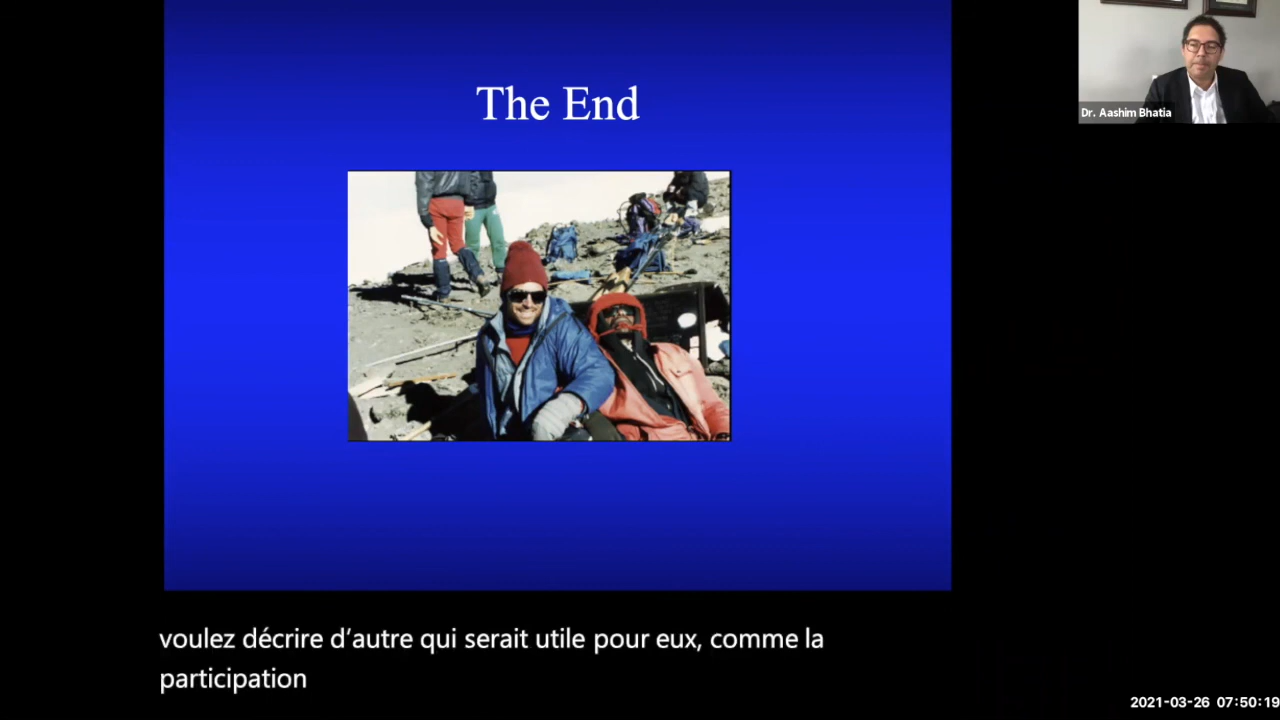 The End
Dr. Aashim Bhatia
voulez décrire d’autre qui serait utile pour eux, comme la
participation
2021-03-26 07:50:19